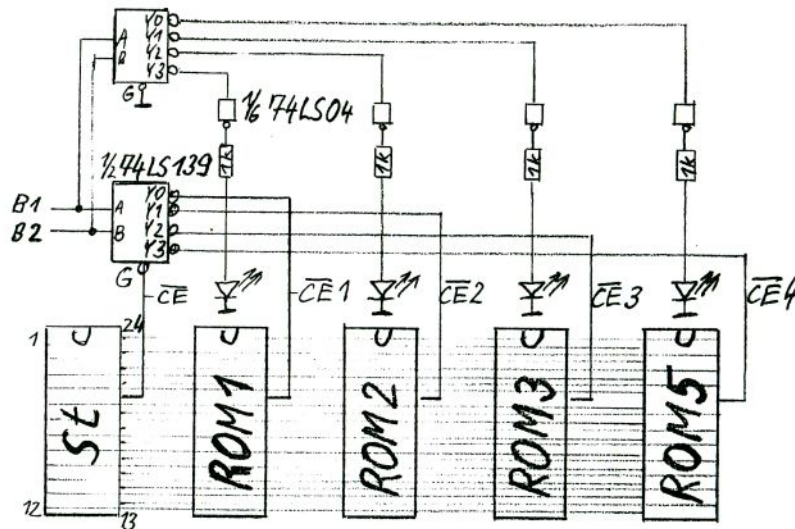 A
B
Y0
Y1
Y2
Y3
G
1/6 74LS04
1k
1k
1k
1k
1/2 74LS139
B1
B2
A
B
Y0
Y1
Y2
Y3
G
CE
CE1
CE2
CE3
CE4
1
24
12
13
St
ROM1
ROM2
ROM3
ROM5